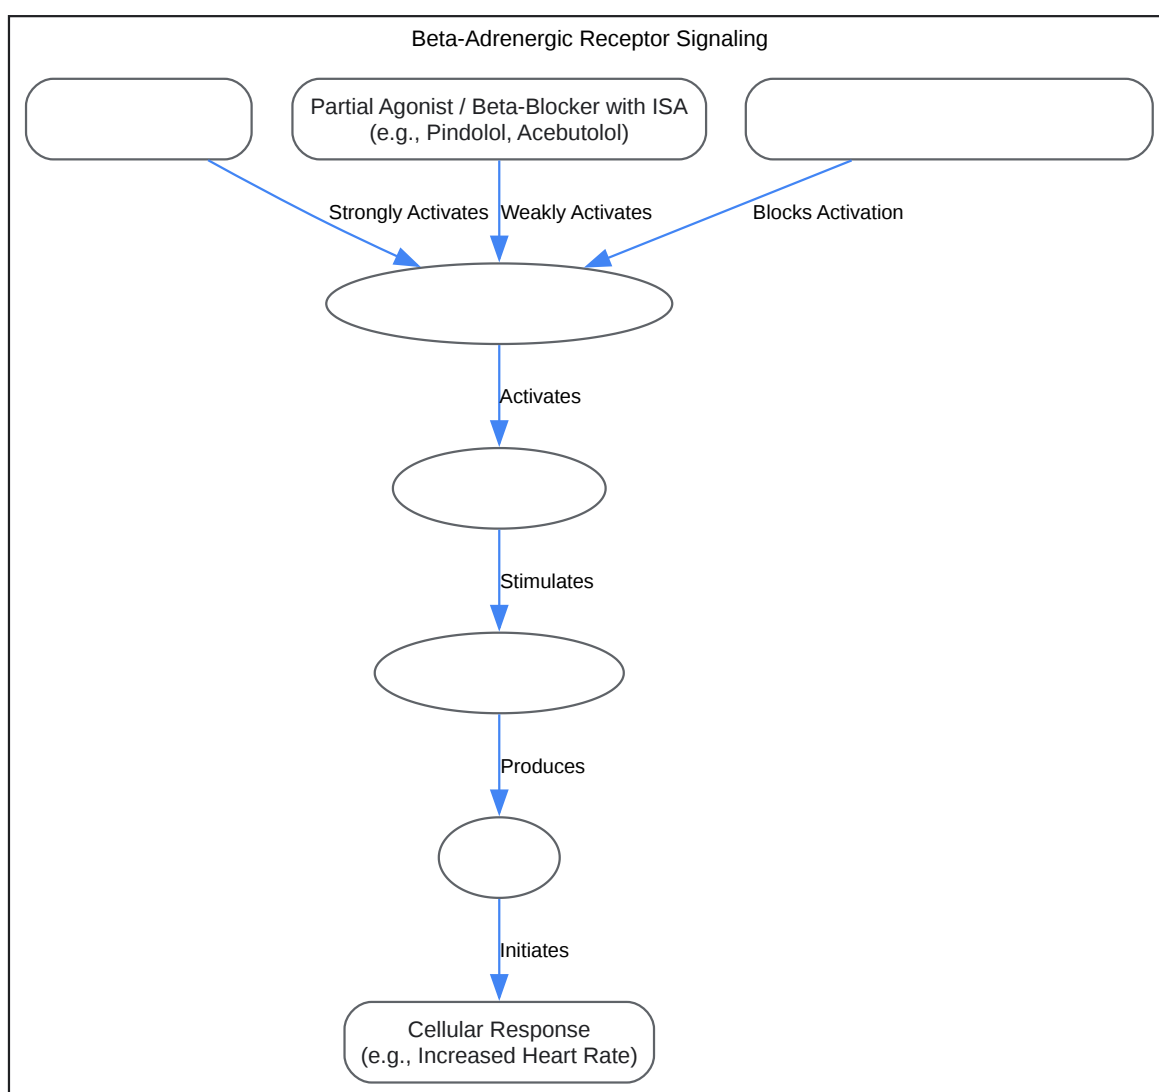 Beta-Adrenergic Receptor Signaling
Partial Agonist / Beta-Blocker with ISA
(e.g., Pindolol, Acebutolol)
Strongly Activates
Weakly Activates
Blocks Activation
Activates
Stimulates
Produces
Initiates
Cellular Response
(e.g., Increased Heart Rate)